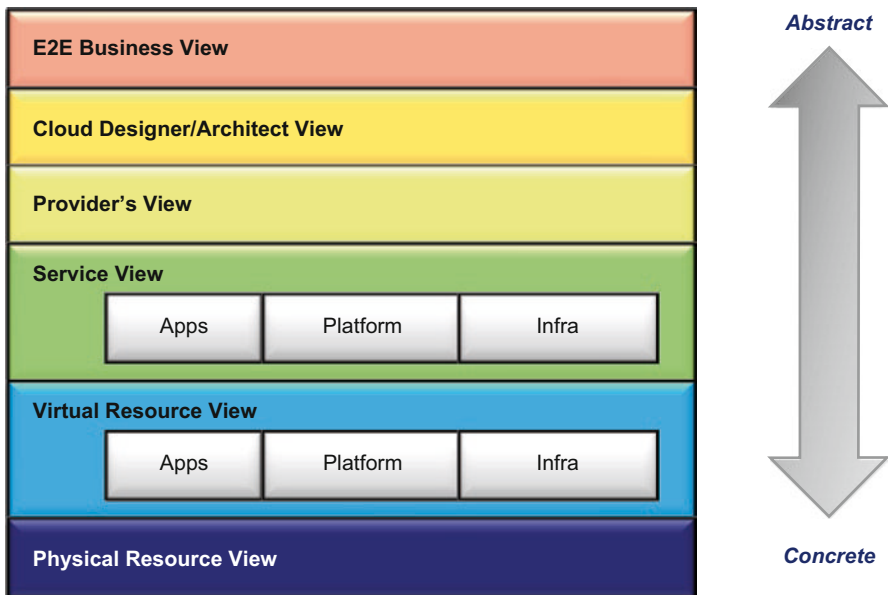 Abstract
E2E Business View
Cloud Designer/Architect View
Provider’s View
Service View
Apps Platform Infra
Virtual Resource View
Apps Platform Infra
Physical Resource View
Concrete